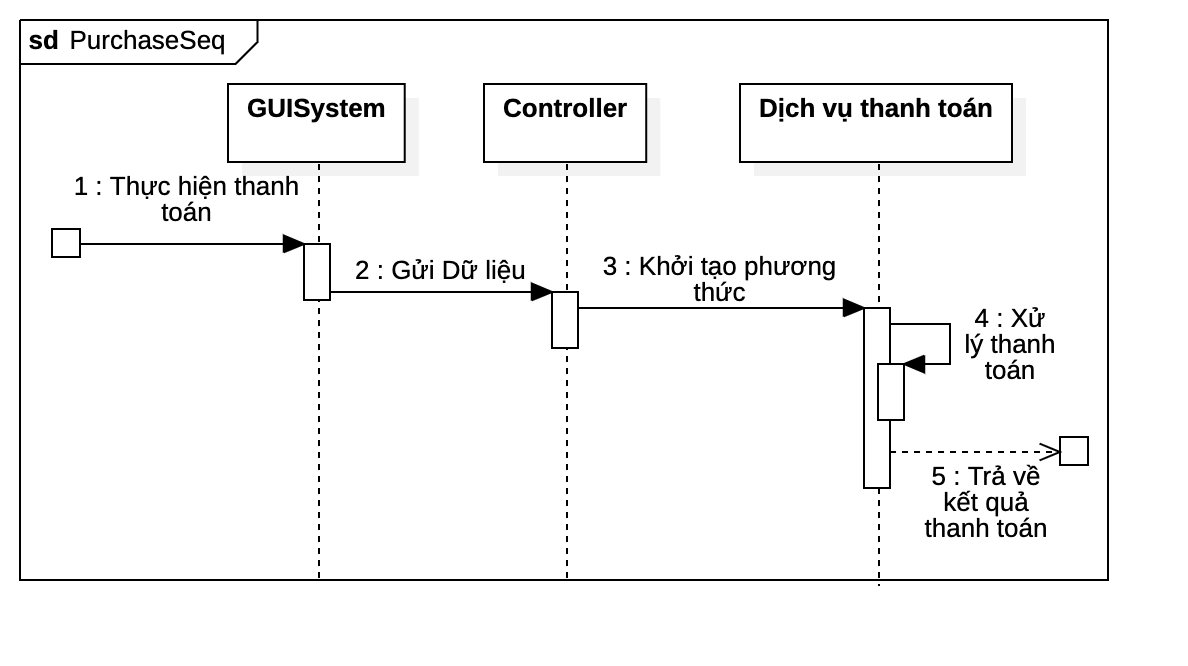 sd PurchaseSeq
GUISystem
Controller
Dịch vụ thanh toán
1 : Thực hiện thanh
toán
2 : Gửi Dữ liệu
3 : Khởi tạo phương
thức
4 : Xử
lý thanh
toán
5 : Trả về
kết quả
thanh toán